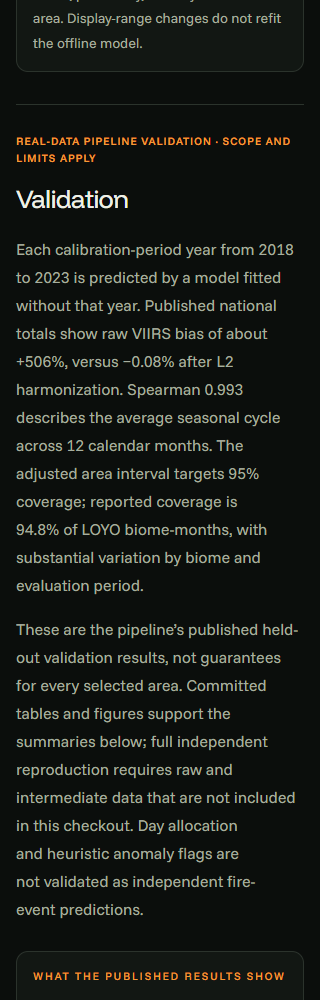 area. Display-range changes do not refit
the offline model.
REAL-DATA PIPELINE VALIDATION · SCOPE AND
LIMITS APPLY
Validation
Each calibration-period year from 2018
to 2023 is predicted by a model fitted
without that year. Published national
totals show raw VIIRS bias of about
+506%, versus −0.08% after L2
harmonization. Spearman 0.993
describes the average seasonal cycle
across 12 calendar months. The
adjusted area interval targets 95%
coverage; reported coverage is
94.8% of LOYO biome-months, with
substantial variation by biome and
evaluation period.
These are the pipeline’s published held-
out validation results, not guarantees
for every selected area. Committed
tables and figures support the
summaries below; full independent
reproduction requires raw and
intermediate data that are not included
in this checkout. Day allocation
and heuristic anomaly flags are
not validated as independent fire-
event predictions.
WHAT THE PUBLISHED RESULTS SHOW